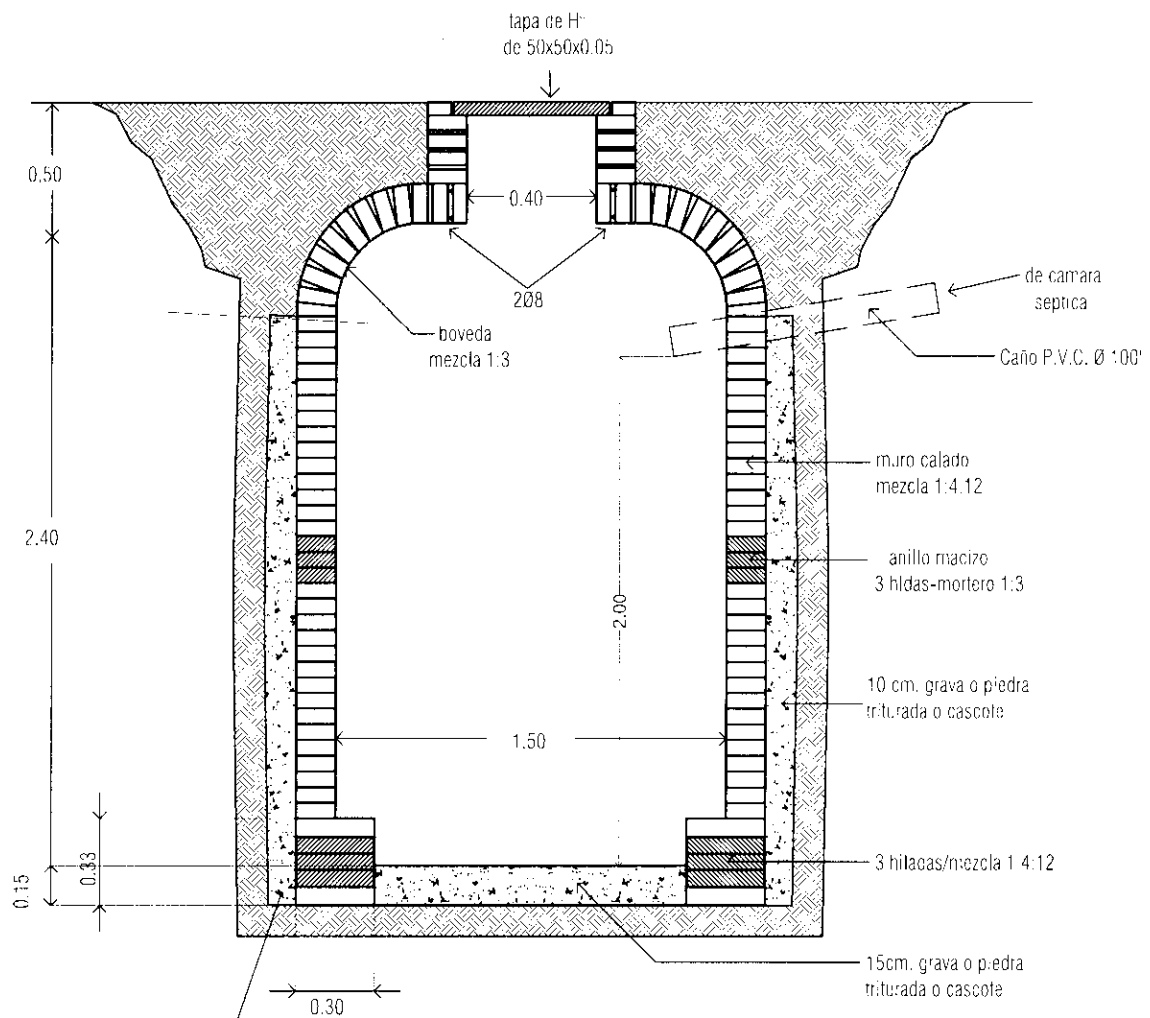 tapa de Hº
de 50x50x0.05
0.50
0.40
2Ø8
de camara
septica
boveda
mezcla 1:3
Caño P.V.C. Ø 100'
muro calado
mezcla 1:4.12
2.40
anillo macizo
3 hldas-mortero 1:3
2.00
10 cm. grava o piedra
triturada o cascote
1.50
0.33
0.15
3 hiladas/mezcla 1 4:12
15cm. grava o piedra
triturada o cascote
0.30